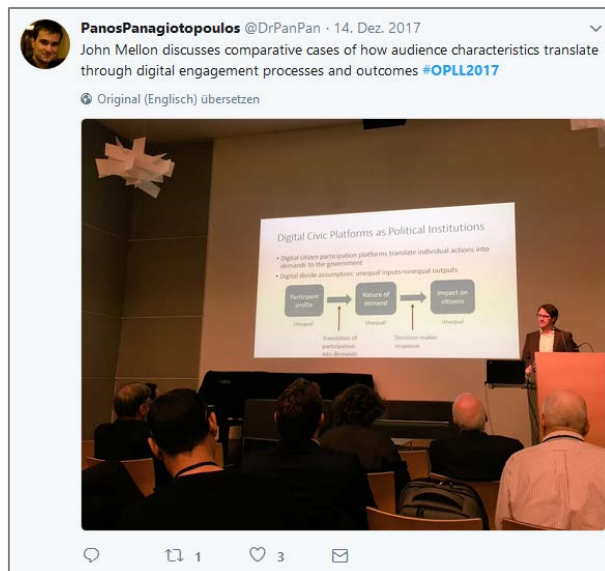 PanosPanagiotopoulos @DrPanPan · 14. Dez. 2017
John Mellon discusses comparative cases of how audience characteristics translate
through digital engagement processes and outcomes #OPLL2017
Original (Englisch) übersetzen
Digital Civic Platforms as Political Institutions
• Digital citizen participation platforms translate individual actions into
demands to the government
• Digital divide assumption: unequal inputs=unequal outputs
Participant
profile
Nature of
demand
Impact on
citizens
Unequal
Unequal
Unequal
Translation of
participation
into demands
Decision-maker
response
1
3